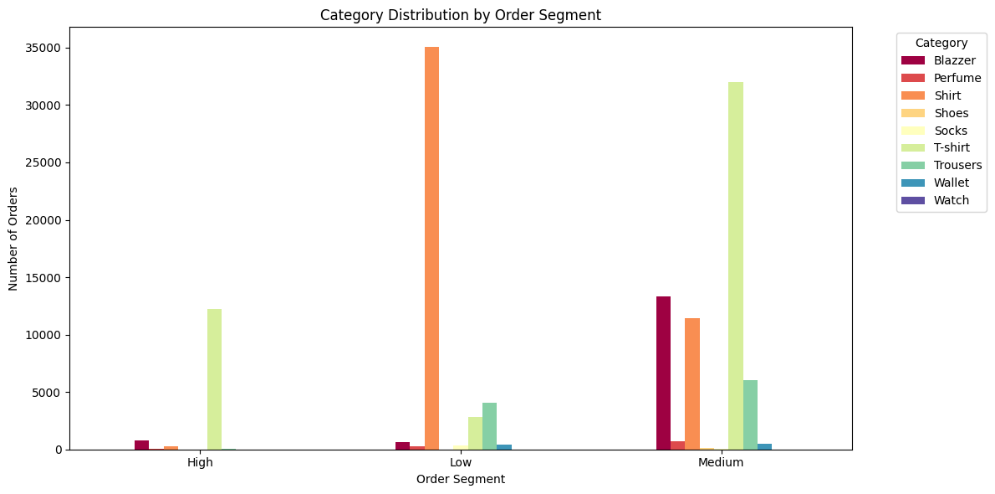 Category Distribution by Order Segment
Number of Orders
35000
30000
25000
20000
15000
10000
5000
0
High
Low
Medium
Order Segment
Category
Blazzer
Perfume
Shirt
Shoes
Socks
T-shirt
Trousers
Wallet
Watch